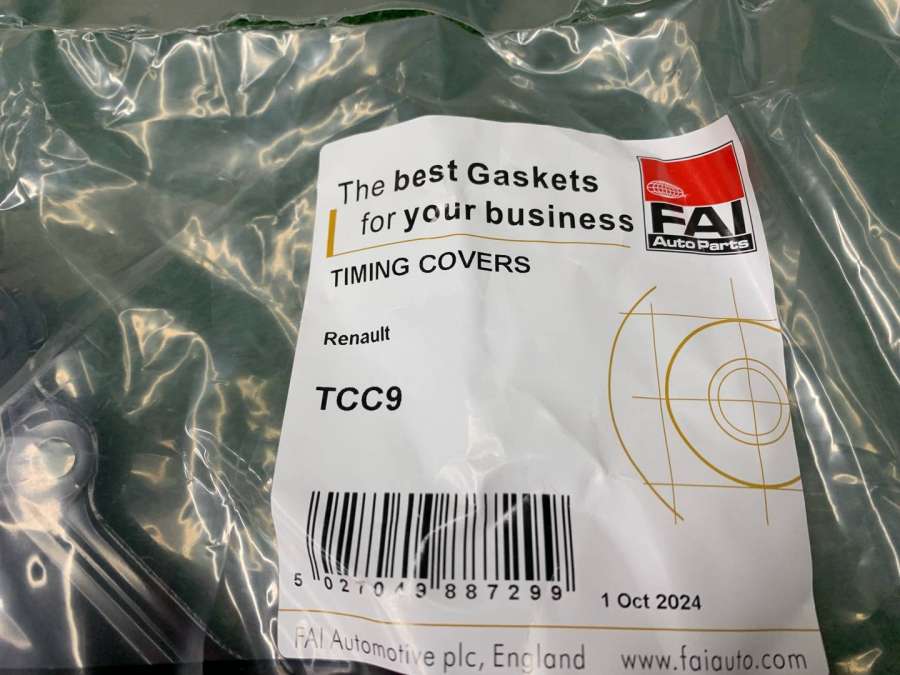 The best Gaskets
for your business
FAI
Auto Parts
TIMING COVERS
Renault
TCC9
5 027049 887299
1 Oct 2024
FAI Automotive plc, England
www.faiauto.com